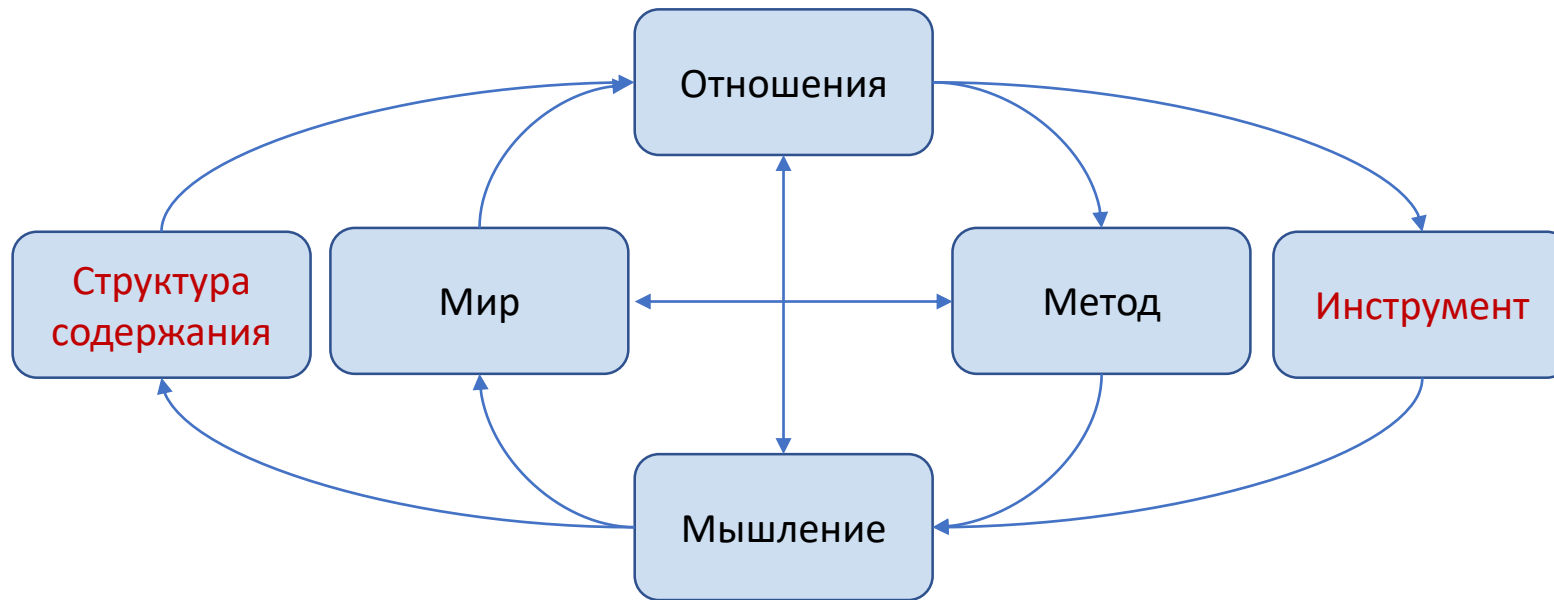 Отношения
Структура
содержания
Мир
Метод
Инструмент
Мышление